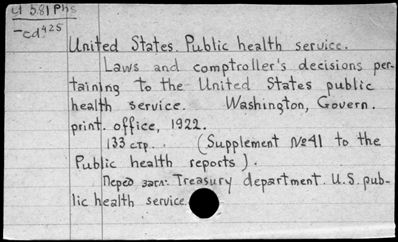 U 581 Phs
-cd425
United States. Public health service.
Laws and comptroller's decisions per-
taining to the United States public
health service. Washington, Govern.
print. office, 1922.
133 стр. (Supplement №41 to the
Public health reports).
Перед загл: Treasury department. U.S. pub-
lic health service.